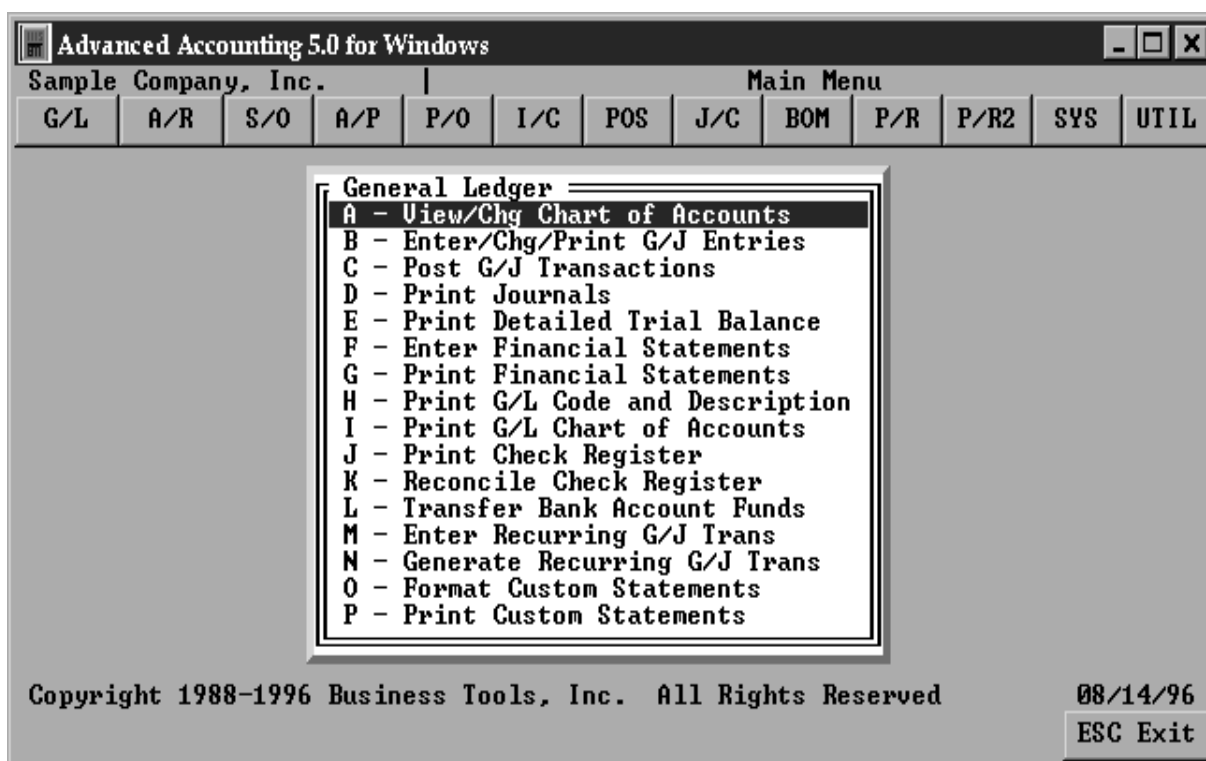 Advanced Accounting 5.0 for Windows
Sample Company, Inc. Main Menu
G/L A/R S/O A/P P/O I/C POS J/C BOM P/R P/R2 SYS UTIL
General Ledger
A - View/Chg Chart of Accounts
B - Enter/Chg/Print G/J Entries
C - Post G/J Transactions
D - Print Journals
E - Print Detailed Trial Balance
F - Enter Financial Statements
G - Print Financial Statements
H - Print G/L Code and Description
I - Print G/L Chart of Accounts
J - Print Check Register
K - Reconcile Check Register
L - Transfer Bank Account Funds
M - Enter Recurring G/J Trans
N - Generate Recurring G/J Trans
O - Format Custom Statements
P - Print Custom Statements
Copyright 1988-1996 Business Tools, Inc. All Rights Reserved 08/14/96
ESC Exit